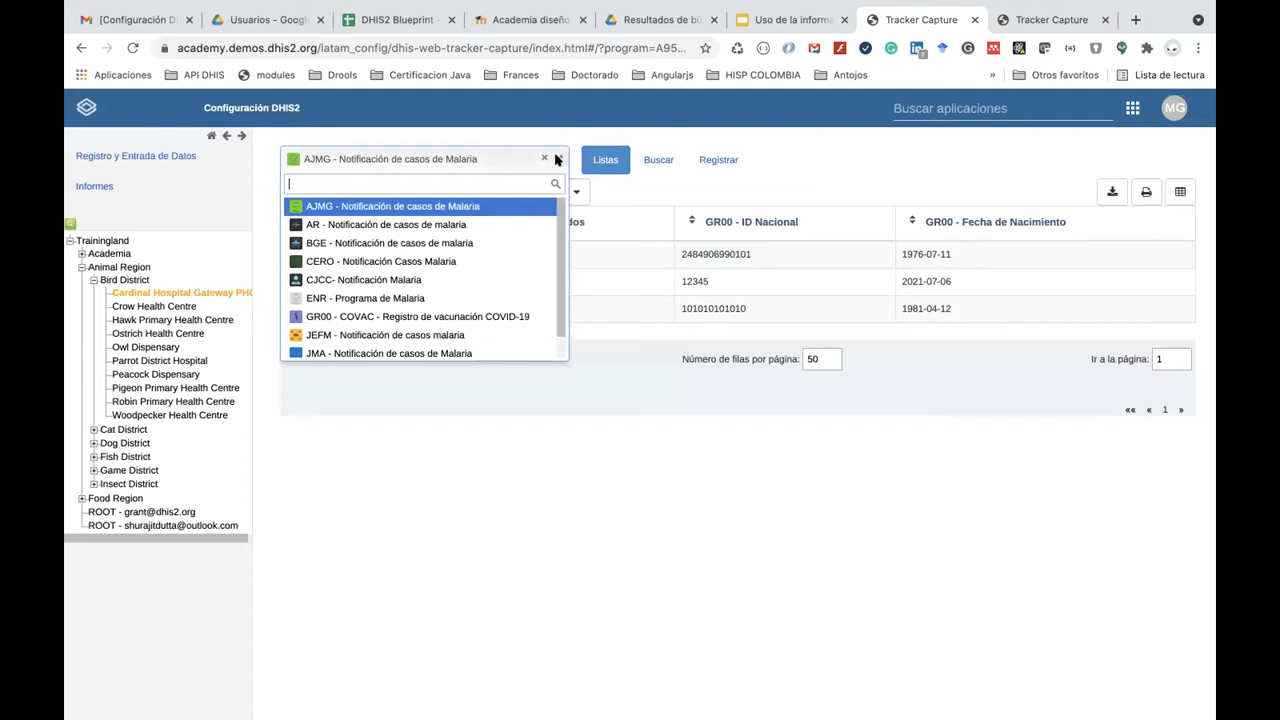 [Configuración DI
Usuarios - Googl
DHIS2 Blueprint -
Academia diseño
Resultados de bú
Uso de la informa
Tracker Capture
Tracker Capture
academy.demos.dhis2.org/latam_config/dhis-web-tracker-capture/index.html#/?program=A95...
Aplicaciones
API DHIS
modules
Drools
Certificacion Java
Frances
Doctorado
Angularjs
HISP COLOMBIA
Antojos
»
Otros favoritos
Lista de lectura
Configuración DHIS2
Buscar aplicaciones
MG
Registro y Entrada de Datos
Informes
AJMG - Notificación de casos de Malaria
Listas
Buscar
Registrar
AJMG - Notificación de casos de Malaria
AR - Notificación de casos de malaria
BGE - Notificación de casos de malaria
CERO - Notificación Casos Malaria
CJCC- Notificación Malaria
ENR - Programa de Malaria
GR00 - COVAC - Registro de vacunación COVID-19
JEFM - Notificación de casos malaria
JMA - Notificación de casos de Malaria
dos
GR00 - ID Nacional
GR00 - Fecha de Nacimiento
2484906990101
1976-07-11
12345
2021-07-06
101010101010
1981-04-12
Número de filas por página: 50
Ir a la página: 1
«« « 1 »
Trainingland
Academia
Animal Region
Bird District
Cardinal Hospital Gateway PHC
Crow Health Centre
Hawk Primary Health Centre
Ostrich Health Centre
Owl Dispensary
Parrot District Hospital
Peacock Dispensary
Pigeon Primary Health Centre
Robin Primary Health Centre
Woodpecker Health Centre
Cat District
Dog District
Fish District
Game District
Insect District
Food Region
ROOT - grant@dhis2.org
ROOT - shurajitdutta@outlook.com